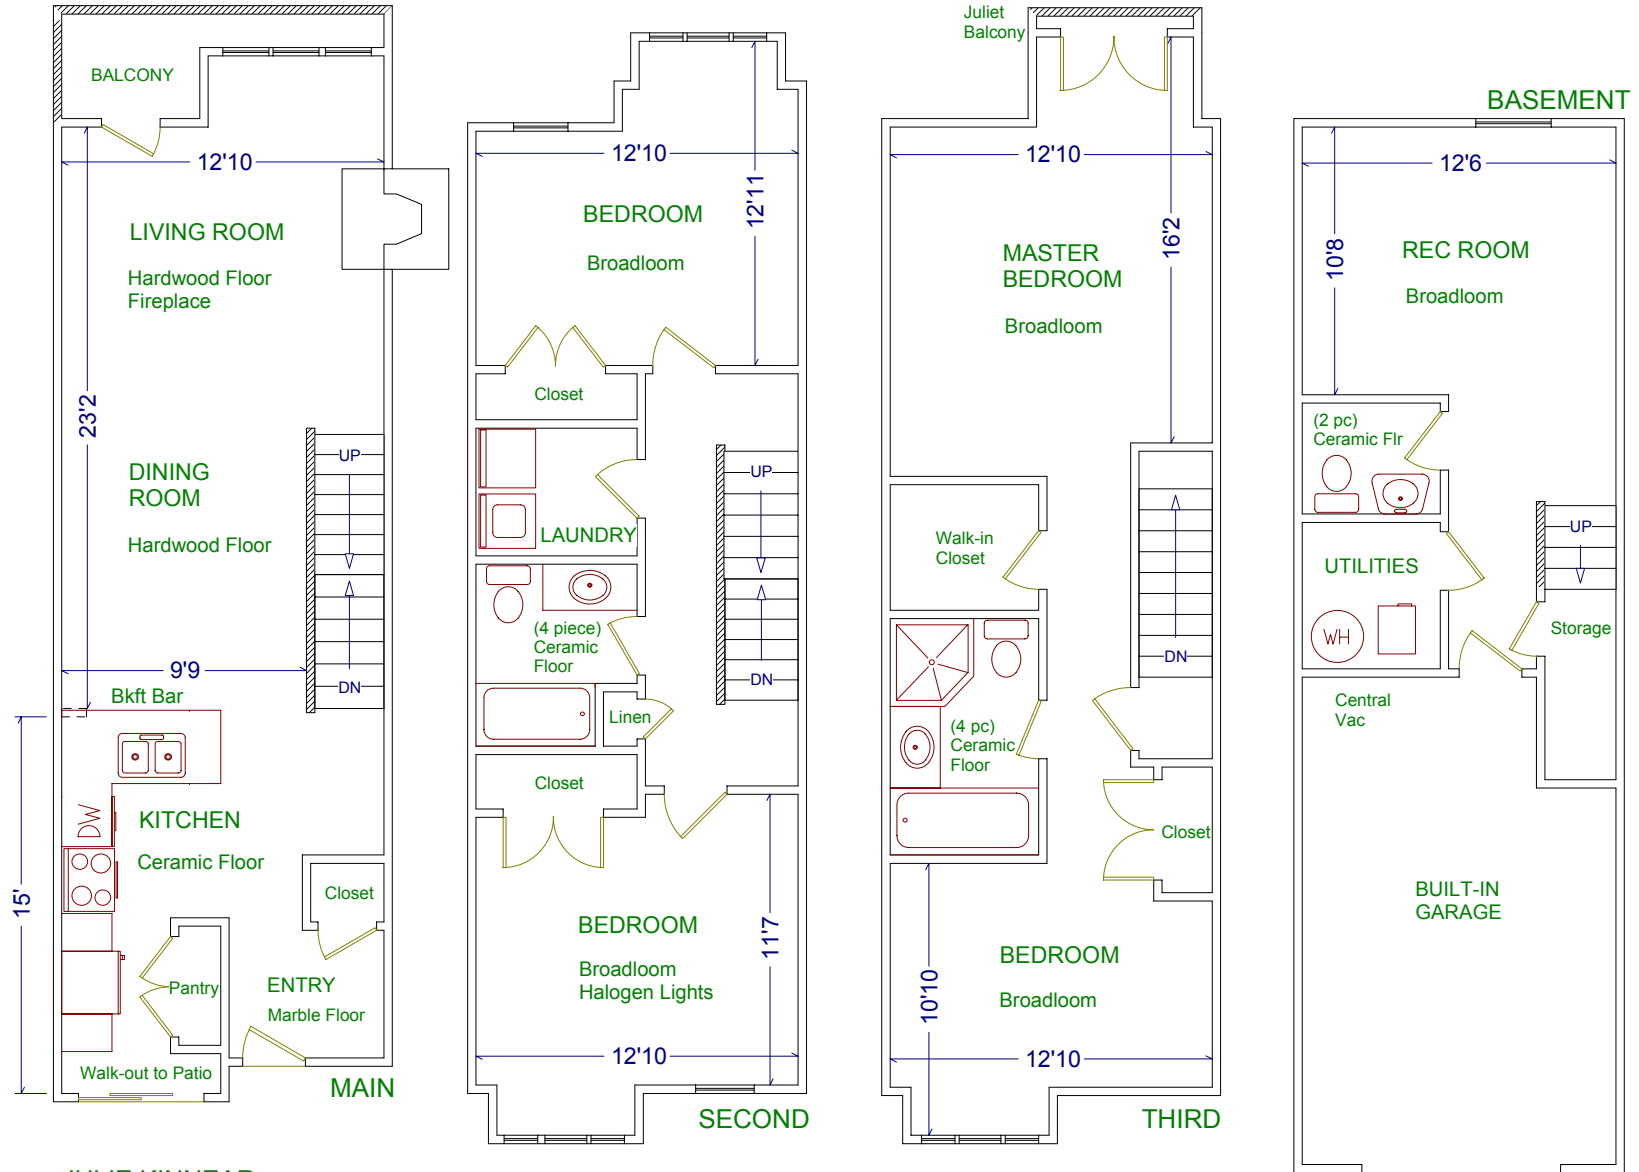 BALCONY
12'10
LIVING ROOM
Hardwood Floor
Fireplace
23'2
DINING
ROOM
Hardwood Floor
UP
DN
9'9
Bkft Bar
DW
KITCHEN
Ceramic Floor
15'
Closet
Pantry
ENTRY
Marble Floor
Walk-out to Patio
MAIN
12'10
12'11
BEDROOM
Broadloom
Closet
LAUNDRY
UP
DN
(4 piece)
Ceramic
Floor
Linen
Closet
BEDROOM
Broadloom
Halogen Lights
11'7
12'10
SECOND
Juliet
Balcony
12'10
16'2
MASTER
BEDROOM
Broadloom
Walk-in
Closet
DN
(4 pc)
Ceramic
Floor
Closet
BEDROOM
Broadloom
10'10
12'10
THIRD
BASEMENT
12'6
10'8
REC ROOM
Broadloom
(2 pc)
Ceramic Flr
UP
UTILITIES
WH
Storage
Central
Vac
BUILT-IN
GARAGE
JULIE KINNEAR